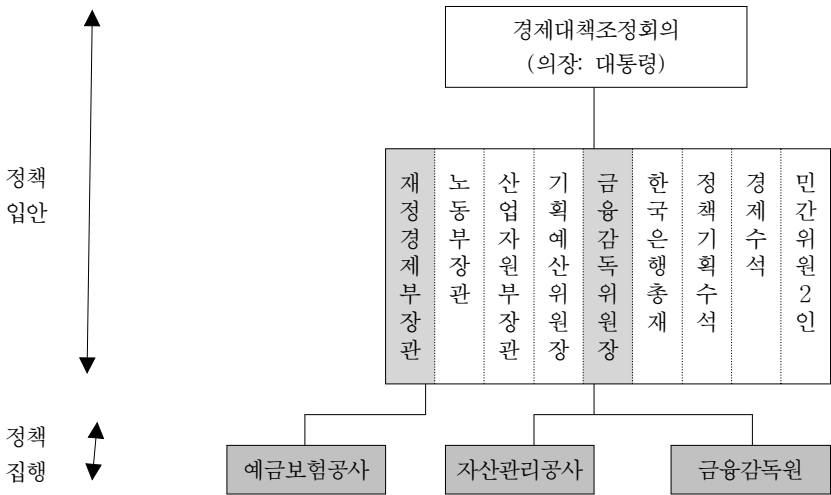 경제대책조정회의
(의장: 대통령)
정책
입안
재정경제부장관
노동부장관
산업자원부장관
기획예산위원장
금융감독위원장
한국은행총재
정책기획수석
경제수석
민간위원2인
정책
집행
예금보험공사
자산관리공사
금융감독원